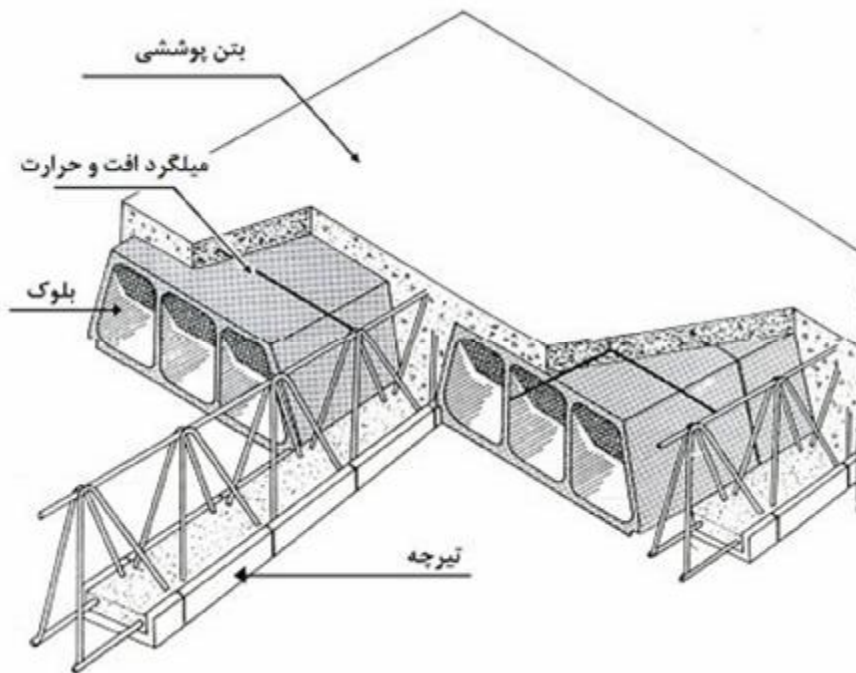 بتن پوششی
میلگرد افت و حرارت
بلوک
تیرچه